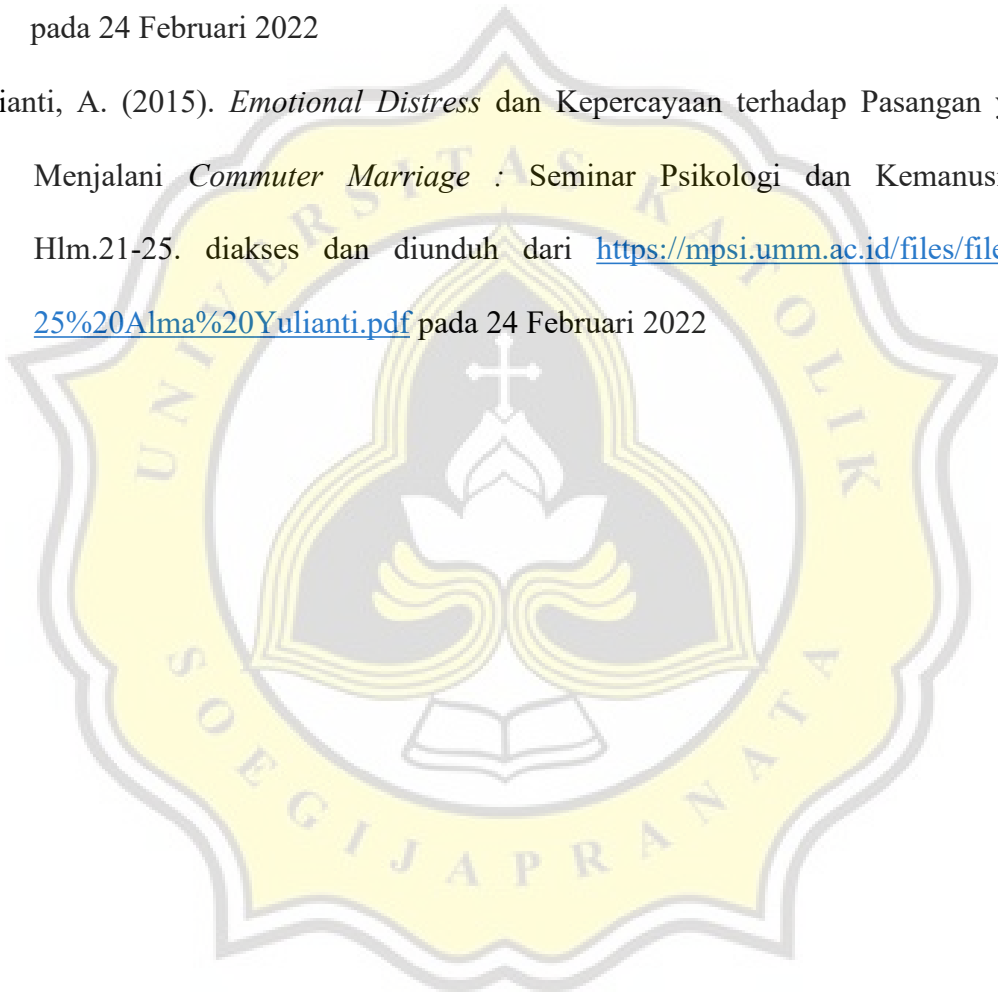 pada 24 Februari 2022
ianti, A. (2015). Emotional Distress dan Kepercayaan terhadap Pasangan y
Menjalani Commuter Marriage : Seminar Psikologi dan Kemanus
Hlm.21-25. diakses dan diunduh dari https://mpsi.umm.ac.id/files/file
25%20Alma%20Yulianti.pdf pada 24 Februari 2022
UNIVERSITAS KATOLIK
SOEGIJAPRANATA